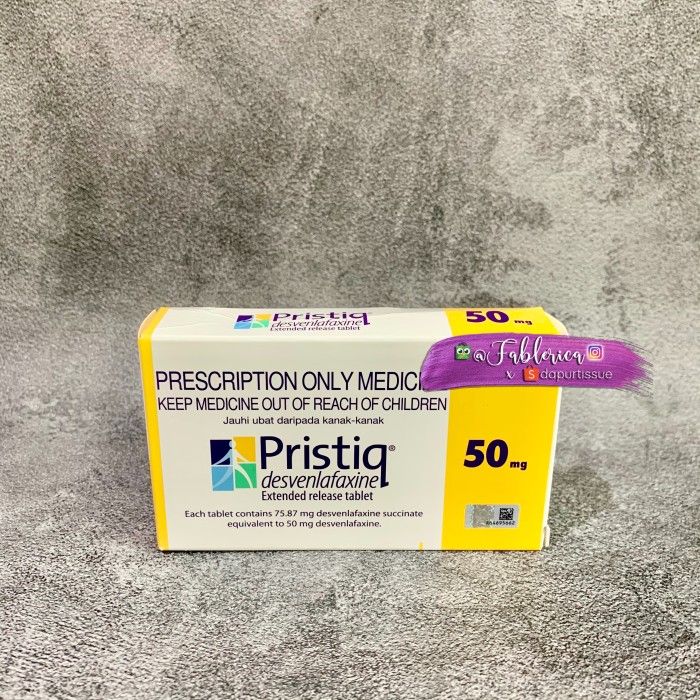 Pristiq
desvenlafaxine
Extended release tablet
50 mg
@Fablerica
x dapurtissue
PRESCRIPTION ONLY
KEEP MEDICINE OUT OF REACH OF CHILDREN
Jauhi ubat daripada kanak-kanak
Pristiq®
desvenlafaxine
Extended release tablet
50 mg
Each tablet contains 75.87 mg desvenlafaxine succinate
equivalent to 50 mg desvenlafaxine.